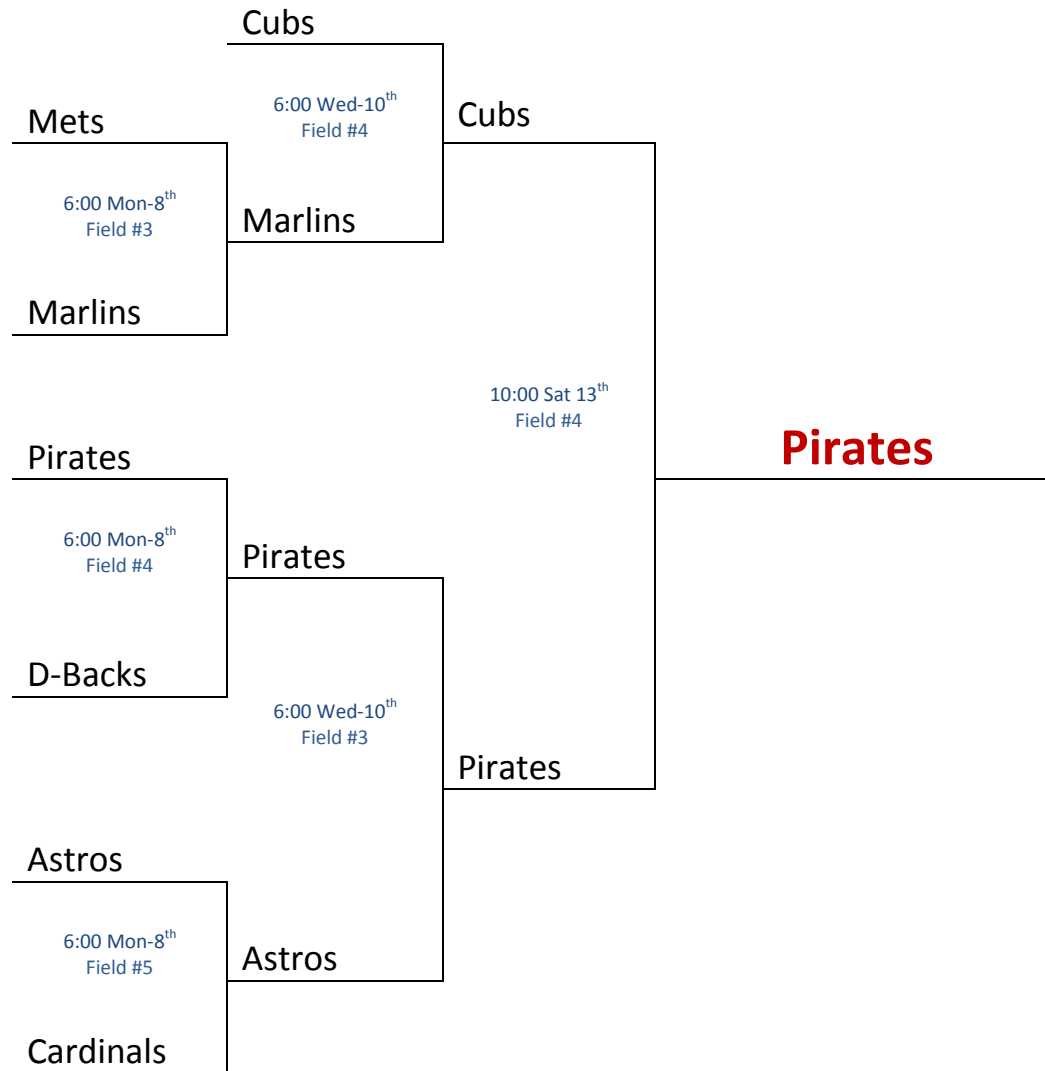 Cubs
6:00 Wed-10th
Field #4
Cubs
Mets
6:00 Mon-8th
Field #3
Marlins
Marlins
10:00 Sat 13th
Field #4
Pirates
Pirates
6:00 Mon-8th
Field #4
Pirates
D-Backs
6:00 Wed-10th
Field #3
Pirates
Astros
6:00 Mon-8th
Field #5
Astros
Cardinals